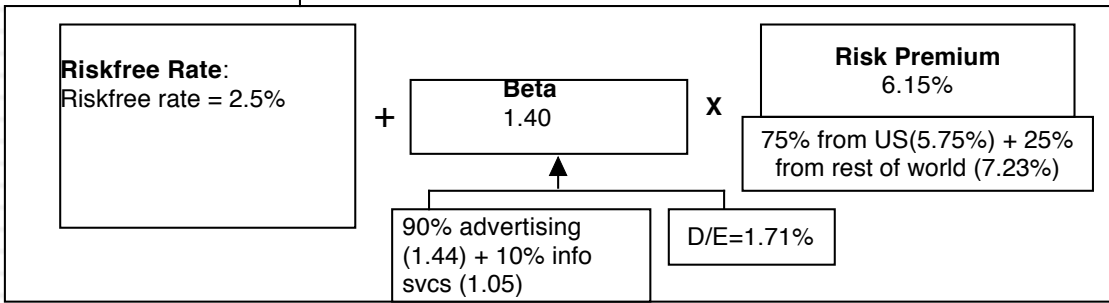 Riskfree Rate:
Riskfree rate = 2.5%
+
Beta
1.40
X
Risk Premium
6.15%
75% from US(5.75%) + 25%
from rest of world (7.23%)
90% advertising
(1.44) + 10% info
svcs (1.05)
D/E=1.71%